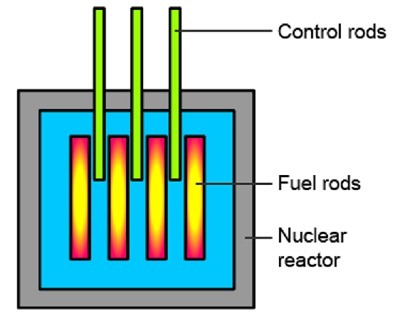 Control rods
Fuel rods
Nuclear
reactor